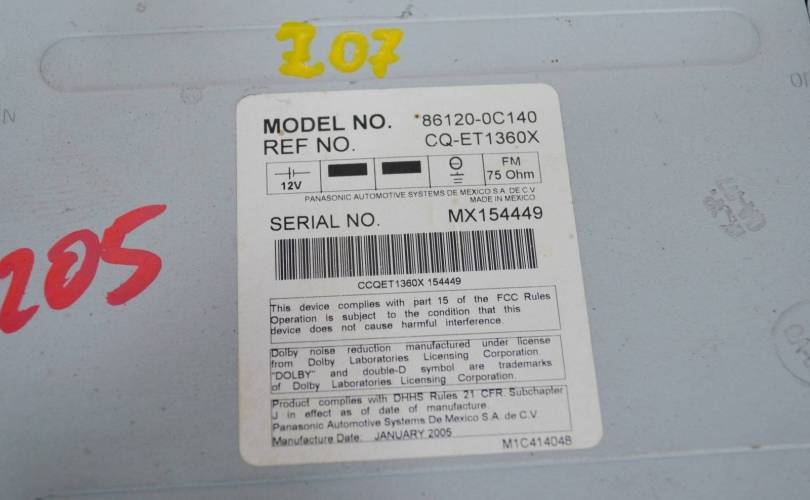 Z07
MODEL NO. 86120-0C140
REF NO. CQ-ET1360X
12V
FM
75 Ohm
PANASONIC AUTOMOTIVE SYSTEMS DE MEXICO S.A. DE C.V.
MADE IN MEXICO
SERIAL NO. MX154449
CCQET1360X 154449
205
This device complies with part 15 of the FCC Rules
Operation is subject to the condition that this
device does not cause harmful interference.
Dolby noise reduction manufactured under license
from Dolby Laboratories Licensing Corporation.
"DOLBY" and double-D symbol are trademarks
of Dolby Laboratories Licensing Corporation.
Product complies with DHHS Rules 21 CFR. Subchapter
J in effect as of date of manufacture.
Panasonic Automotive Systems De Mexico S.A. de C.V.
Manufacture Date: JANUARY 2005
M1C41404B